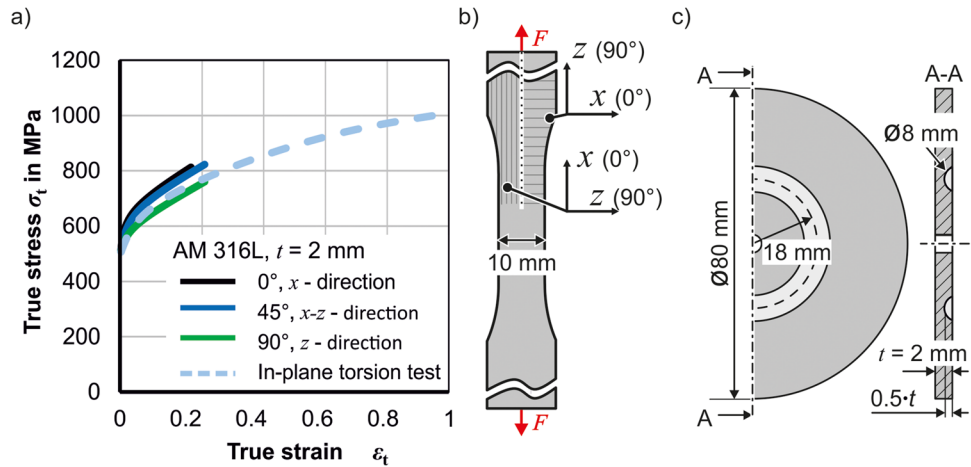 a)
True stress σt in MPa
1200
1000
800
600
400
200
0
0
0.2
0.4
0.6
0.8
1
True strain εt
AM 316L, t = 2 mm
0°, x - direction
45°, x-z - direction
90°, z - direction
In-plane torsion test
b)
F
z (90°)
x (0°)
x (0°)
z (90°)
10 mm
F
c)
A
A-A
Ø8 mm
Ø80 mm
18 mm
t = 2 mm
0.5·t
A